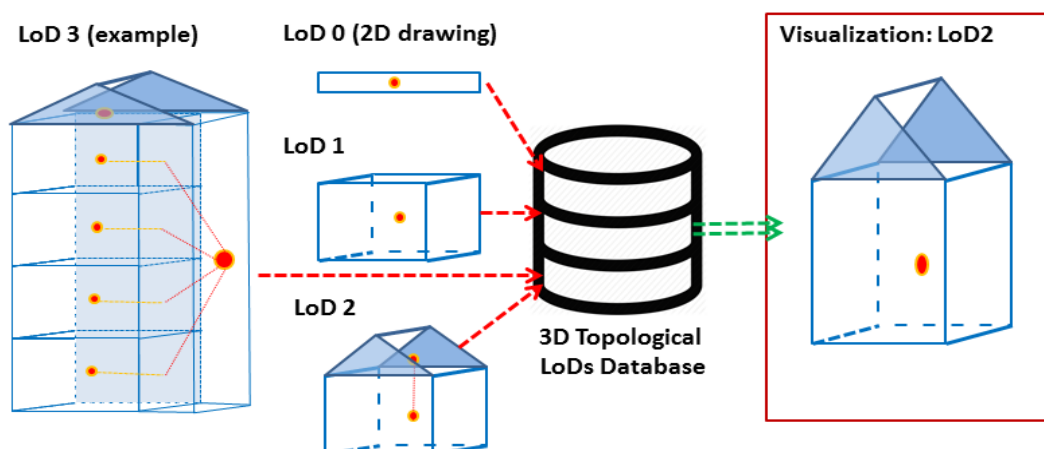 LoD 3 (example)
LoD 0 (2D drawing)
Visualization: LoD2
LoD 1
LoD 2
3D Topological
LoDs Database